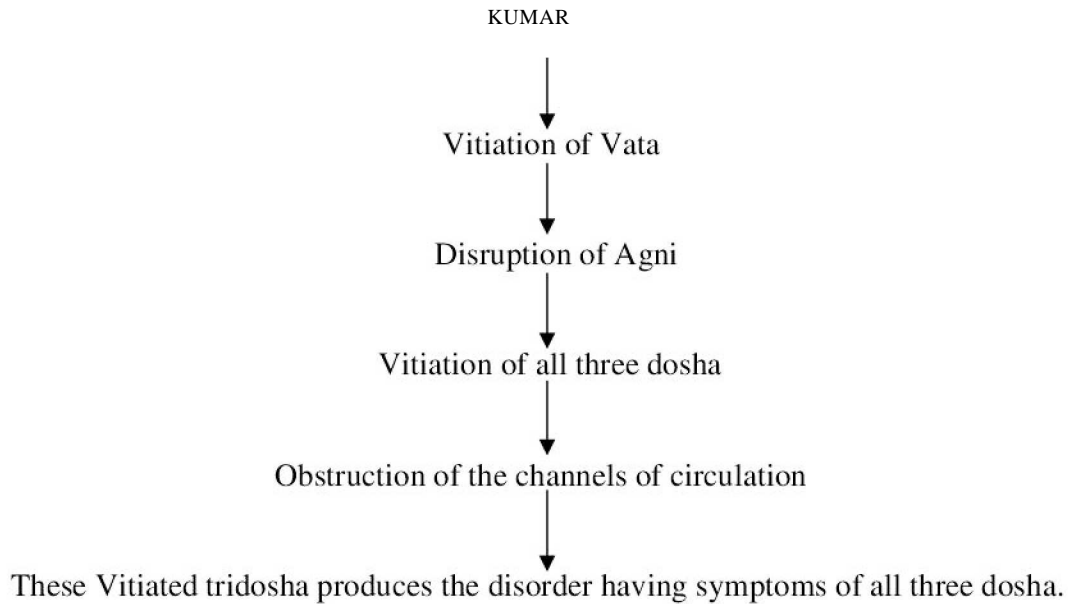 KUMAR
Vitiation of Vata
Disruption of Agni
Vitiation of all three dosha
Obstruction of the channels of circulation
These Vitiated tridosha produces the disorder having symptoms of all three dosha.